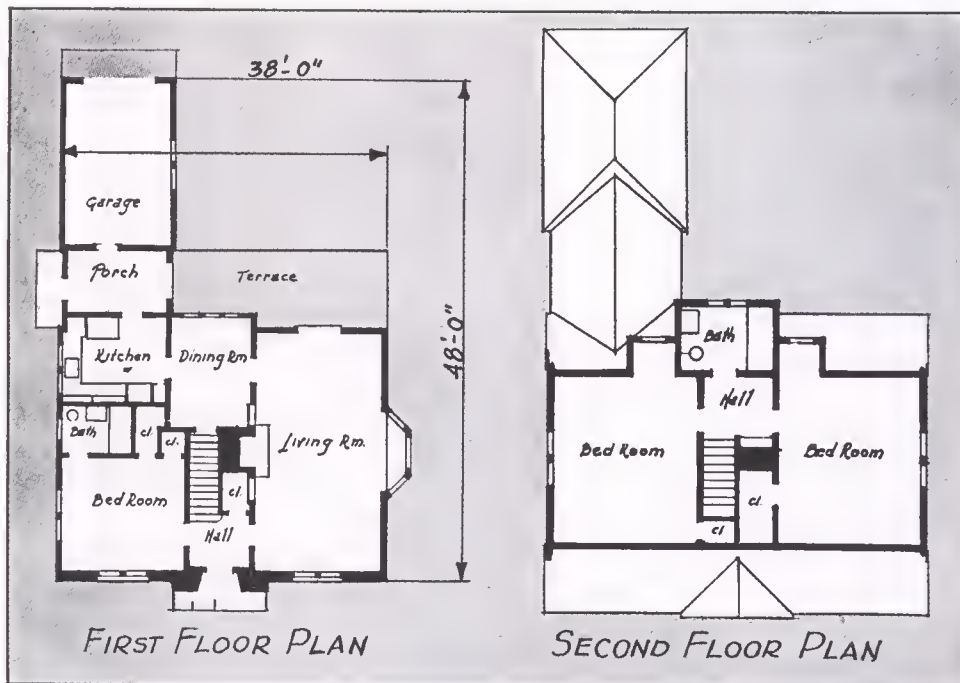 38'-0"
48'-0"
Garage
Porch
Terrace
Kitchen
Dining Rm
Bath
cl.
cl.
Living Rm.
Bed Room
cl.
Hall
FIRST FLOOR PLAN
Bath
Hall
Bed Room
Bed Room
cl.
cl
SECOND FLOOR PLAN